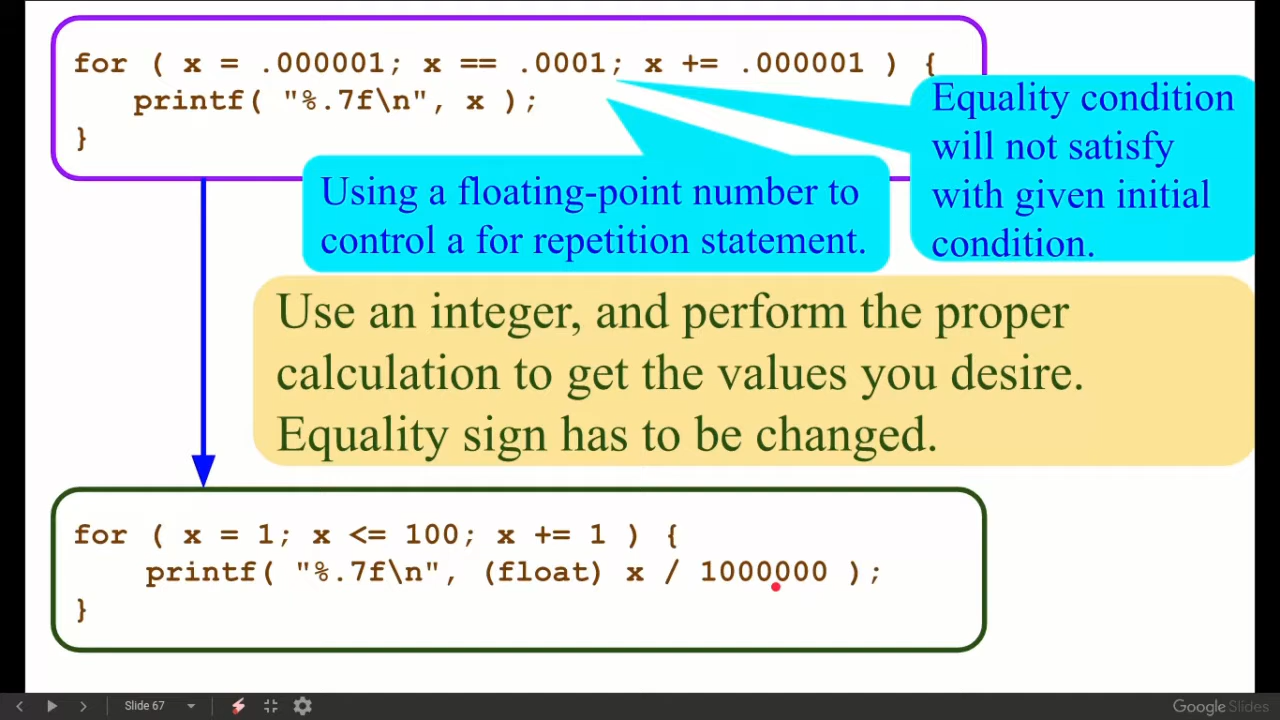 for ( x = .000001; x == .0001; x += .000001 ) {
printf( "%.7f\n", x );
}
Equality condition
will not satisfy
with given initial
condition.
Using a floating-point number to
control a for repetition statement.
Use an integer, and perform the proper
calculation to get the values you desire.
Equality sign has to be changed.
for ( x = 1; x <= 100; x += 1 ) {
printf( "%.7f\n", (float) x / 1000000 );
}
Slide 67
Google Slides